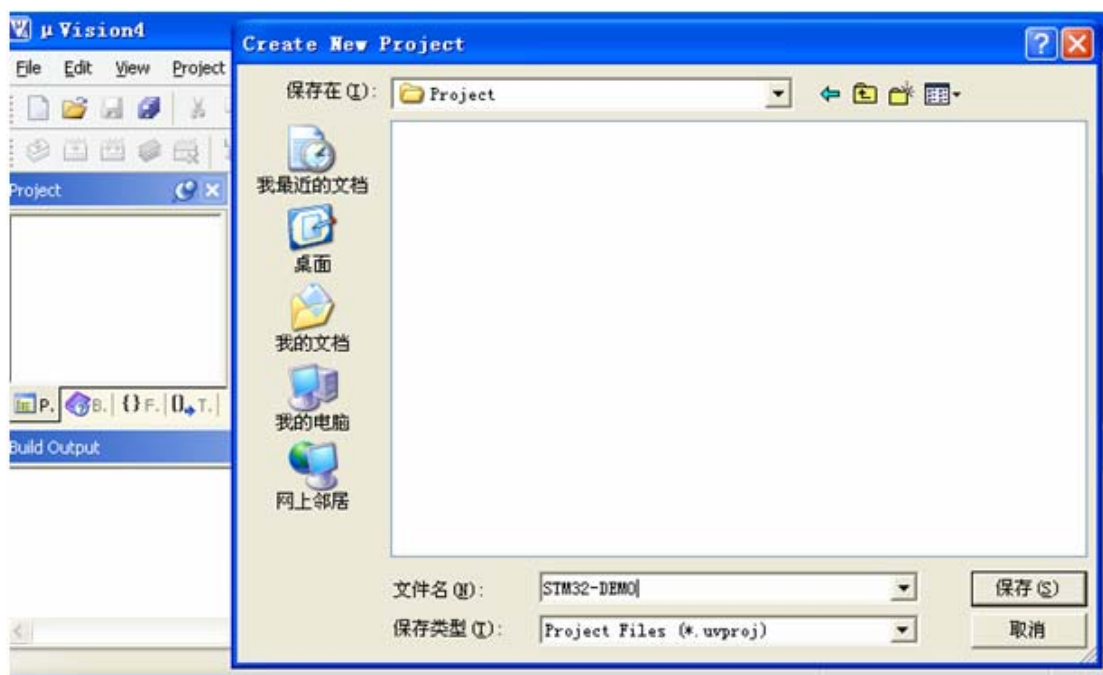 μVision4
File Edit View Project
Project
P. B. {} F. 0. T.
Build Output
Create New Project
保存在(I): Project
我最近的文档
桌面
我的文档
我的电脑
网上邻居
文件名(N): STM32-DEMO
保存(S)
保存类型(T): Project Files (*.uvproj)
取消